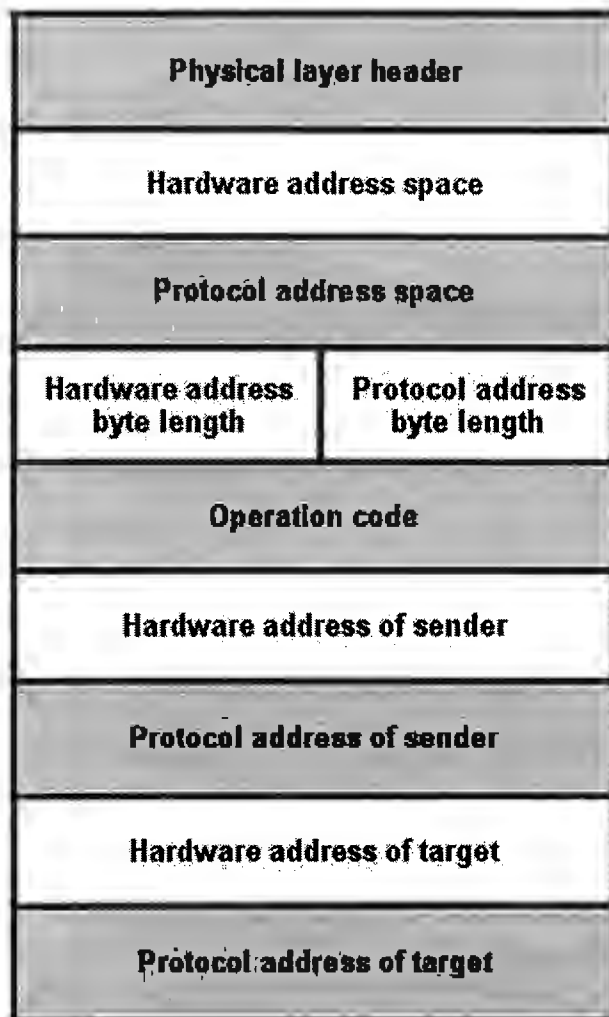 Physical layer header
Hardware address space
Protocol address space
Hardware address
byte length
Protocol address
byte length
Operation code
Hardware address of sender
Protocol address of sender
Hardware address of target
Protocol address of target